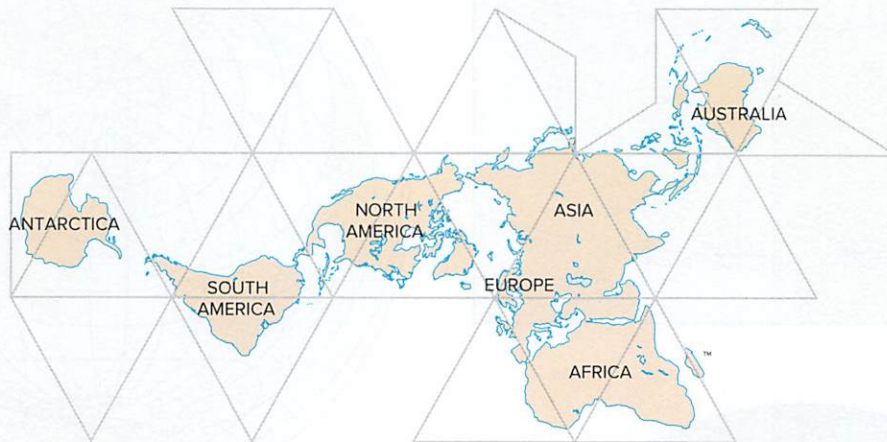 AUSTRALIA
ANTARCTICA
NORTH
AMERICA
ASIA
SOUTH
AMERICA
EUROPE
™
AFRICA